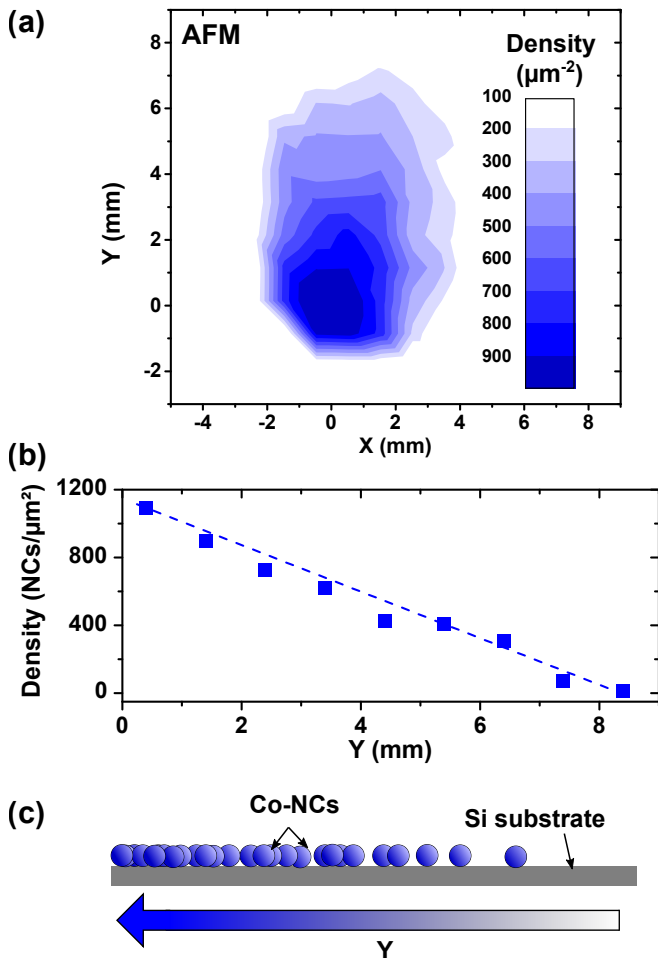 (a)
AFM
Density
(µm⁻²)
100
200
300
400
500
600
700
800
900
8
6
4
2
0
-2
Y (mm)
-4 -2 0 2 4 6 8
X (mm)
(b)
1200
800
400
0
Density (NCs/µm²)
0 2 4 6 8
Y (mm)
(c)
Co-NCs
Si substrate
Y